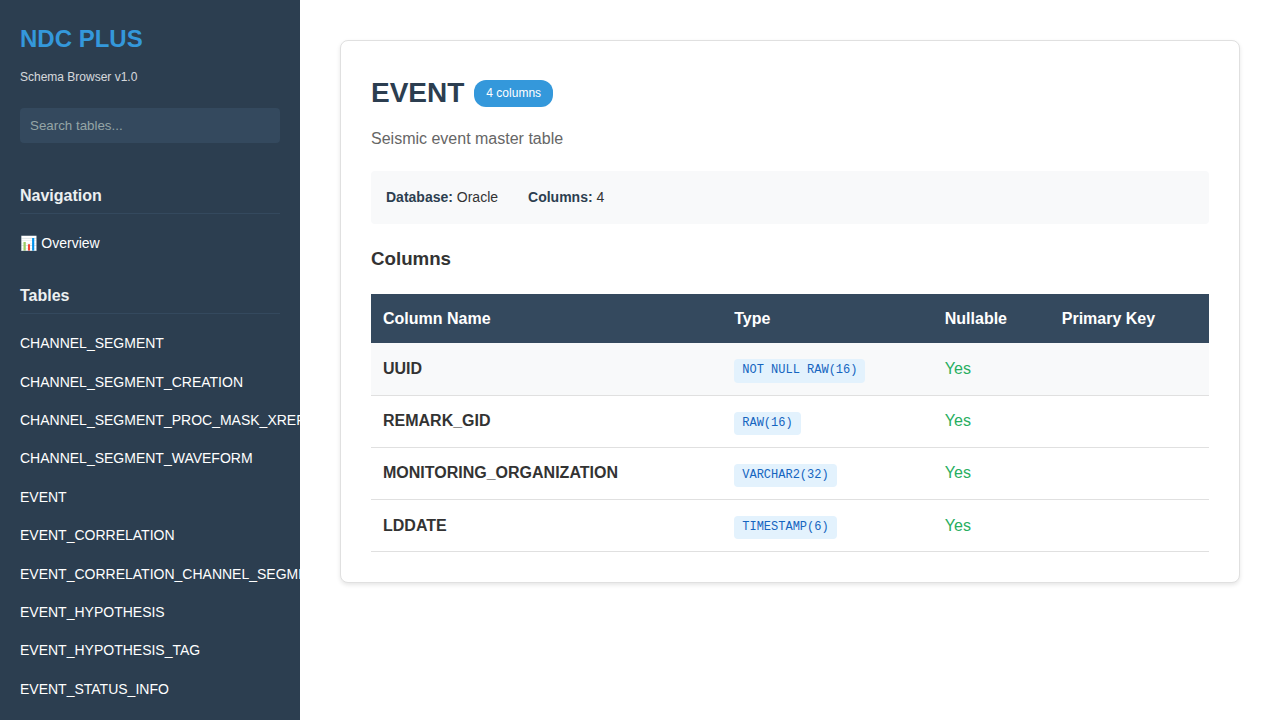 NDC PLUS
Schema Browser v1.0
Search tables...
Navigation
📊 Overview
Tables
CHANNEL_SEGMENT
CHANNEL_SEGMENT_CREATION
CHANNEL_SEGMENT_PROC_MASK_XREF
CHANNEL_SEGMENT_WAVEFORM
EVENT
EVENT_CORRELATION
EVENT_CORRELATION_CHANNEL_SEGM
EVENT_HYPOTHESIS
EVENT_HYPOTHESIS_TAG
EVENT_STATUS_INFO
EVENT 4 columns
Seismic event master table
Database: Oracle Columns: 4
Columns
Column Name Type Nullable Primary Key
UUID NOT NULL RAW(16) Yes
REMARK_GID RAW(16) Yes
MONITORING_ORGANIZATION VARCHAR2(32) Yes
LDDATE TIMESTAMP(6) Yes